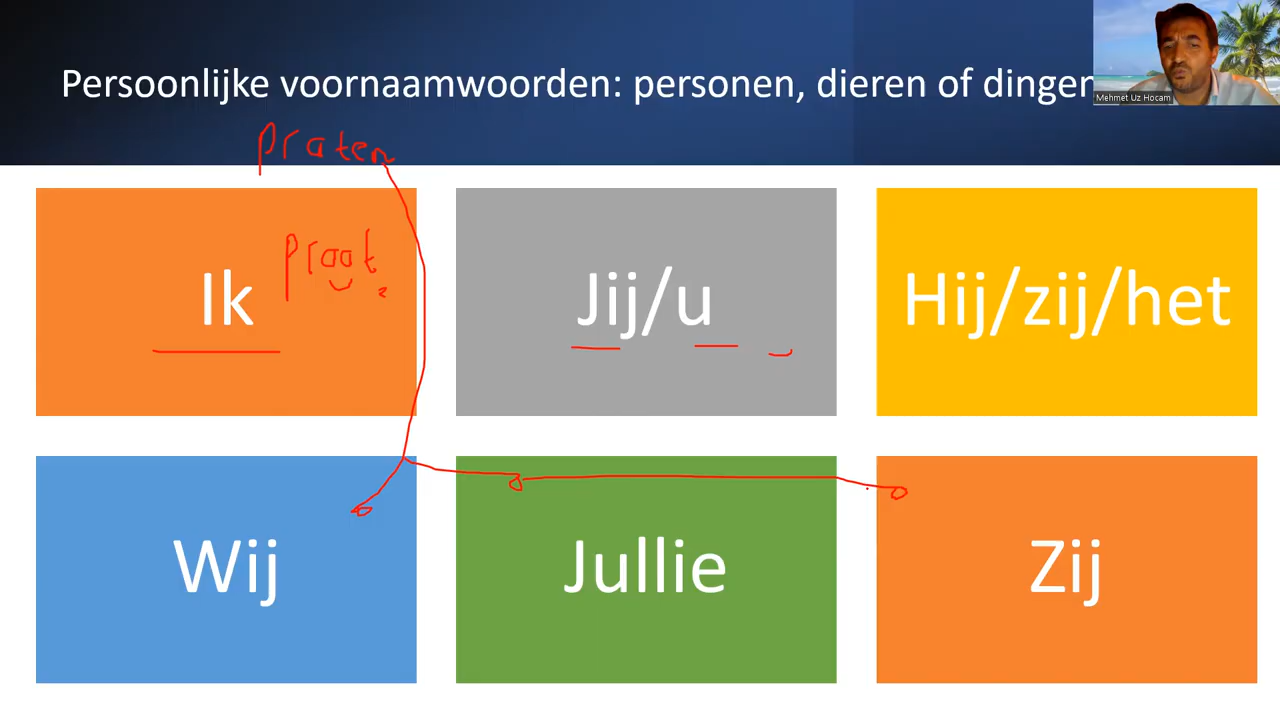 Persoonlijke voornaamwoorden: personen, dieren of dingen
Mehmet Uz Hocam
praten
praat
Ik
Jij/u
Hij/zij/het
Wij
Jullie
Zij